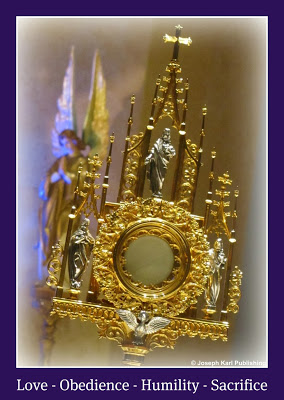 © Joseph Karl Publishing
Love - Obedience - Humility - Sacrifice